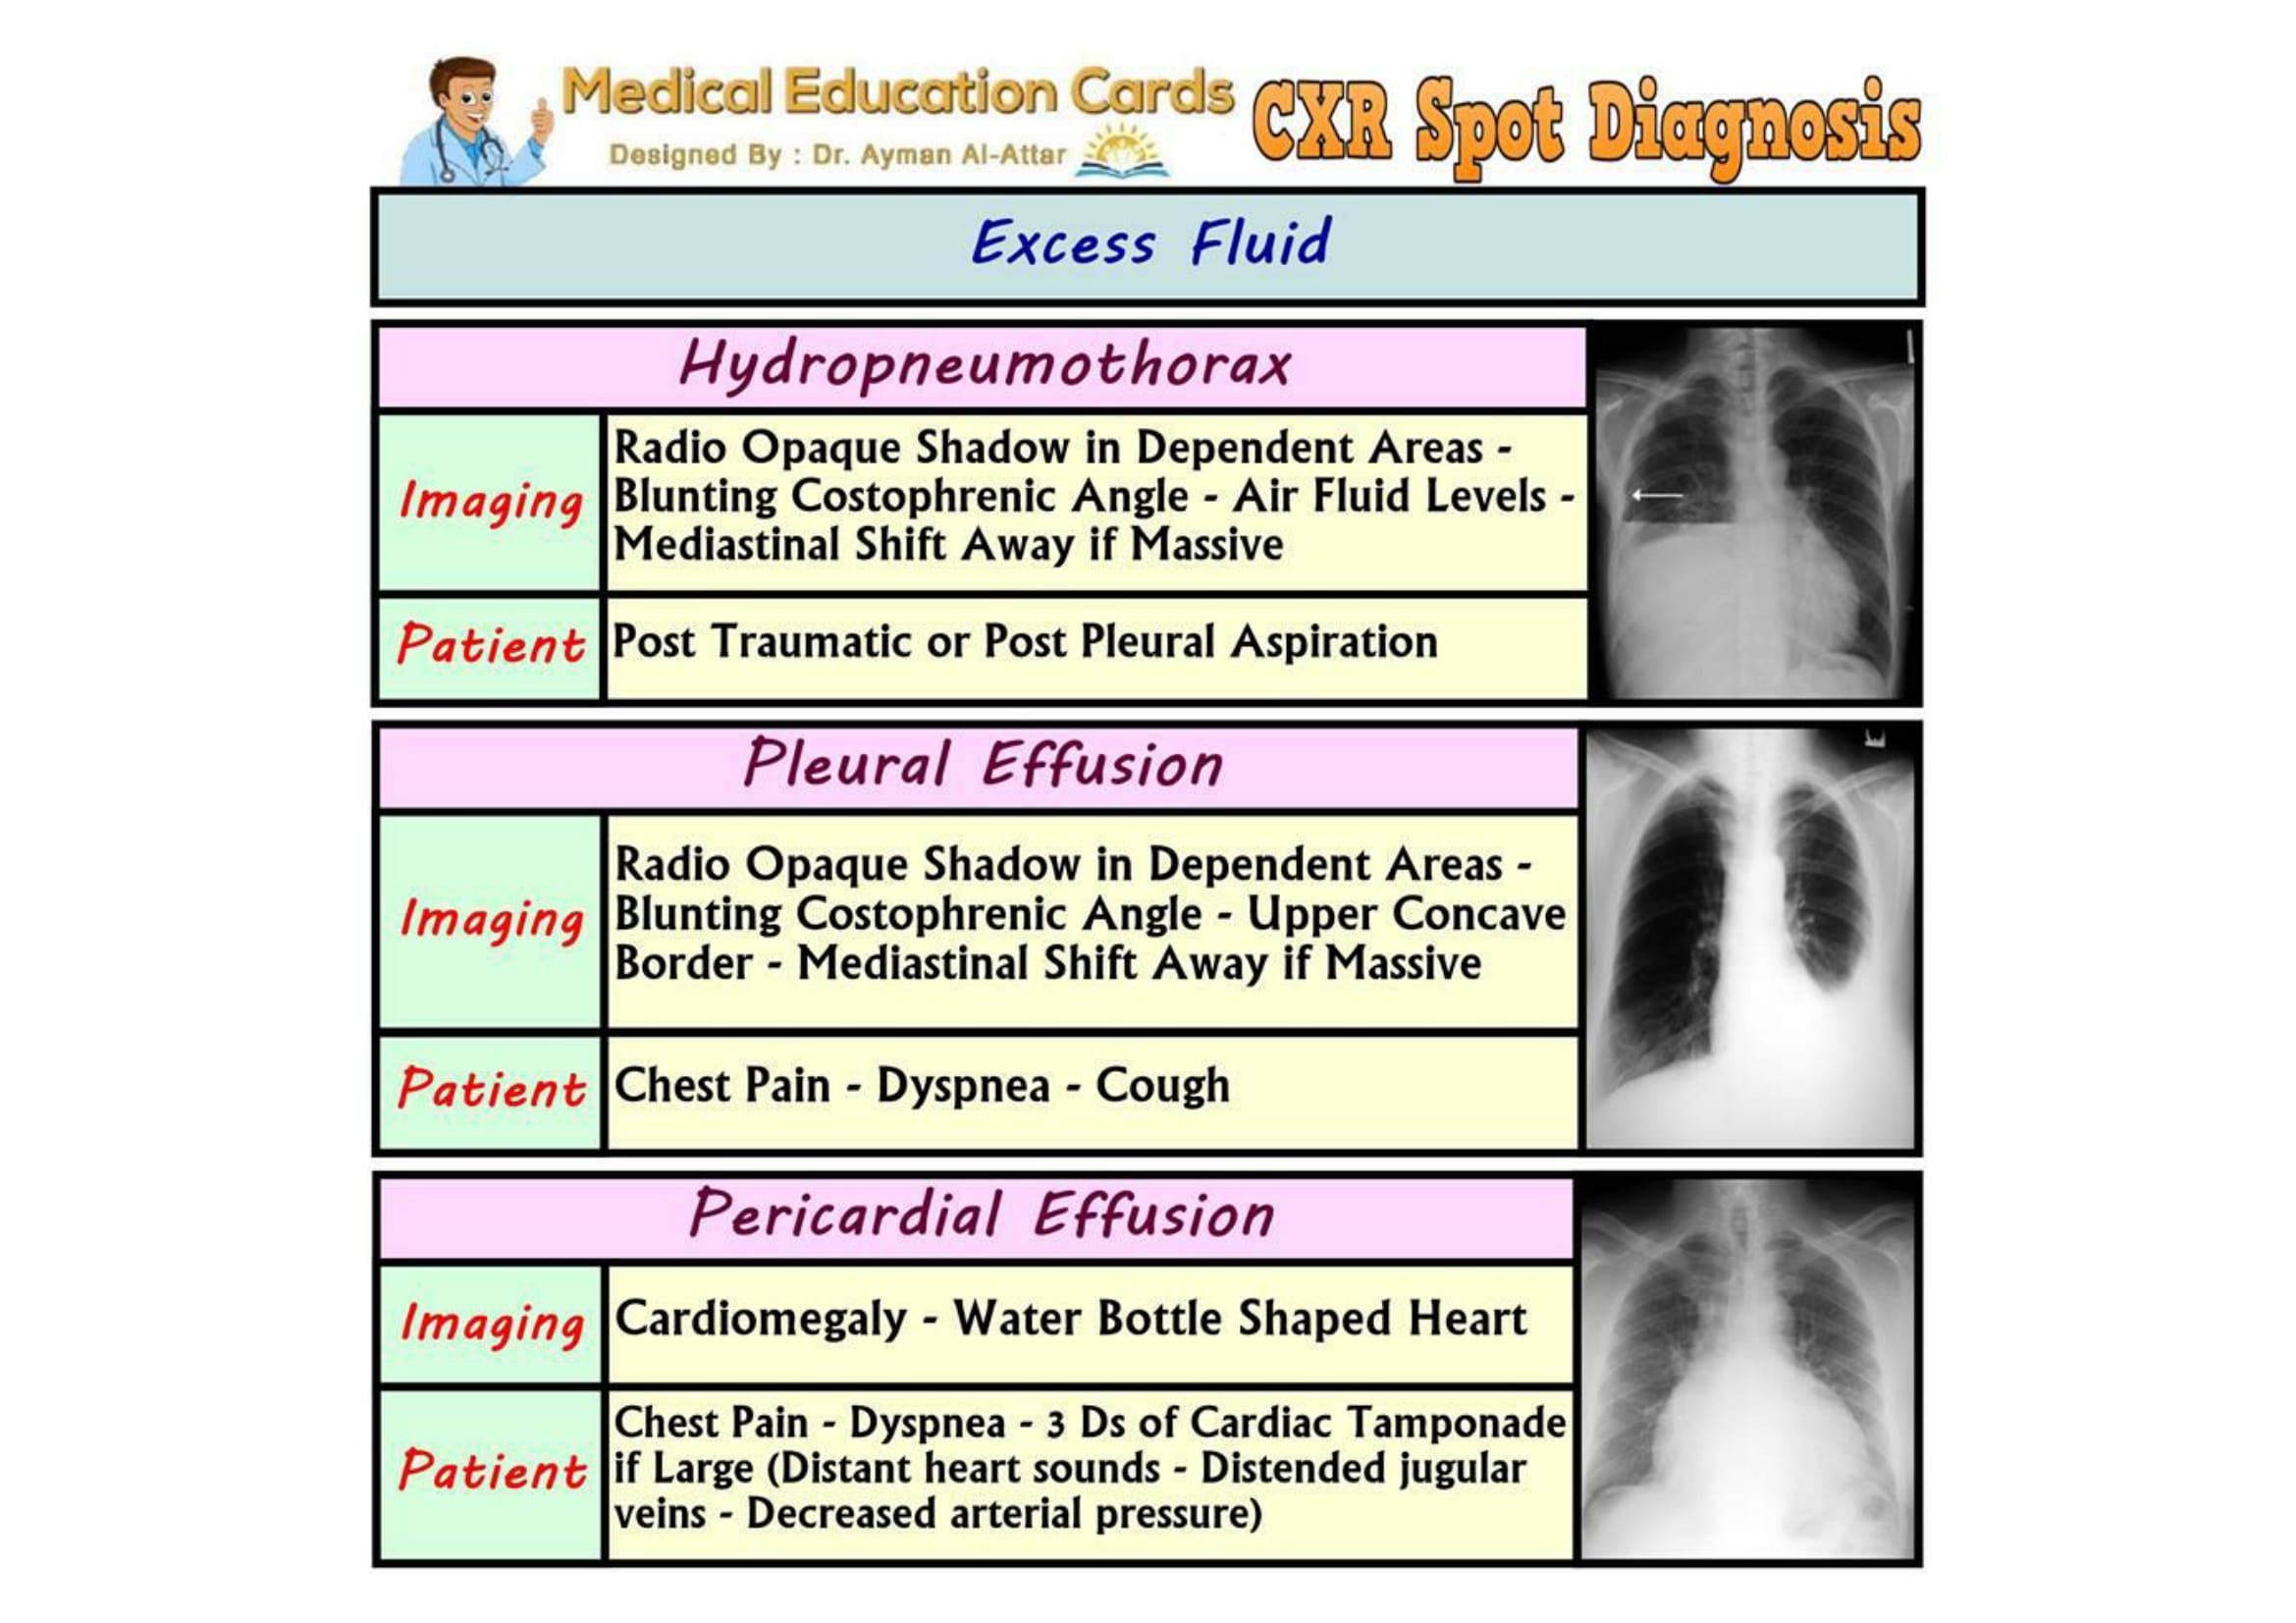 Medical Education Cards
Designed By : Dr. Ayman Al-Attar
CXR Spot Diagnosis
Excess Fluid
Hydropneumothorax
Imaging
Radio Opaque Shadow in Dependent Areas -
Blunting Costophrenic Angle - Air Fluid Levels -
Mediastinal Shift Away if Massive
Patient
Post Traumatic or Post Pleural Aspiration
Pleural Effusion
Imaging
Radio Opaque Shadow in Dependent Areas -
Blunting Costophrenic Angle - Upper Concave
Border - Mediastinal Shift Away if Massive
Patient
Chest Pain - Dyspnea - Cough
Pericardial Effusion
Imaging
Cardiomegaly - Water Bottle Shaped Heart
Patient
Chest Pain - Dyspnea - 3 Ds of Cardiac Tamponade
if Large (Distant heart sounds - Distended jugular
veins - Decreased arterial pressure)